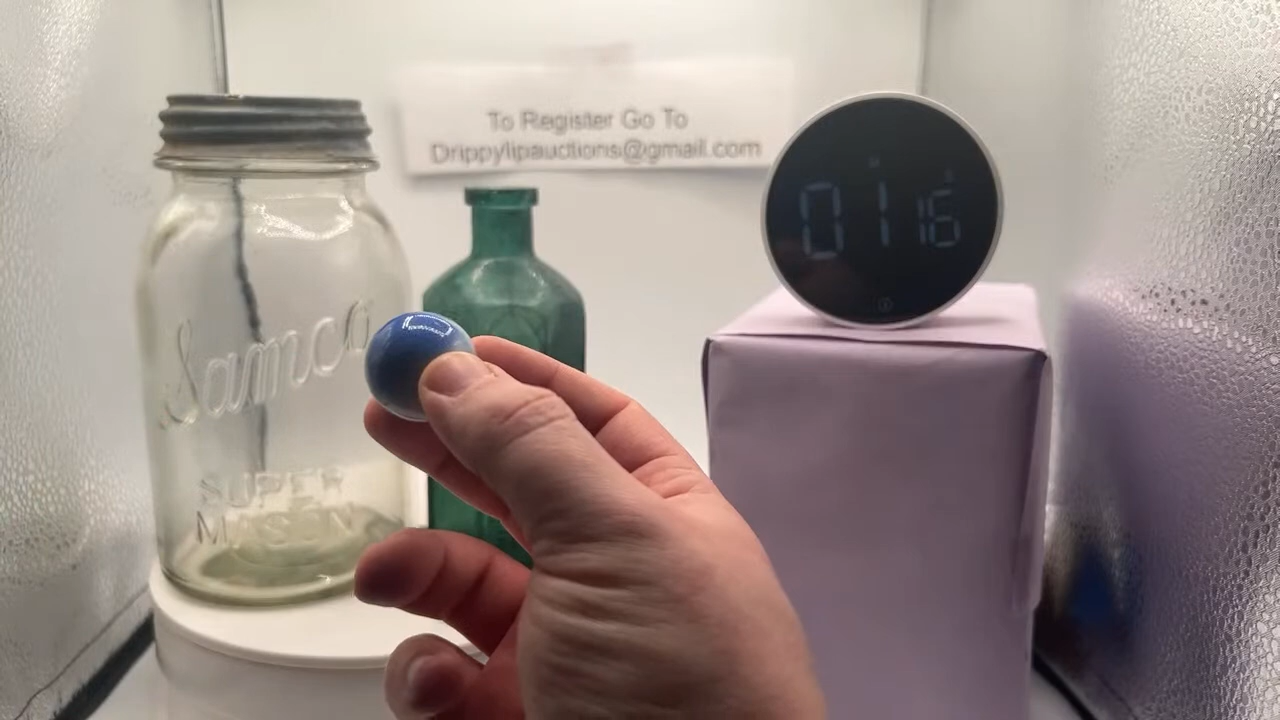 To Register Go To
Drippylipauctions@gmail.com
01 16
Samco
SUPER
MASON